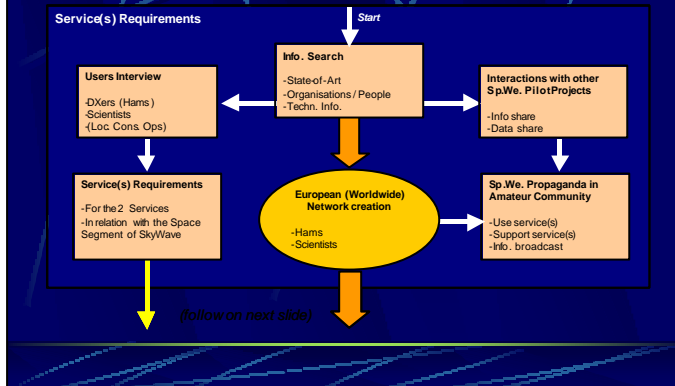 Service(s) Requirements
Start
Info. Search
-State-of-Art
-Organisations / People
-Techn. Info.
Users Interview
-DXers (Hams)
-Scientists
-(Loc. Cons. Ops)
Interactions with other
Sp.We. Pilot Projects
-Info share
-Data share
Service(s) Requirements
-For the 2 Services
-In relation with the Space
Segment of SkyWave
European (Worldwide)
Network creation
-Hams
-Scientists
Sp.We. Propaganda in
Amateur Community
-Use service(s)
-Support service(s)
-Info. broadcast
(follow on next slide)